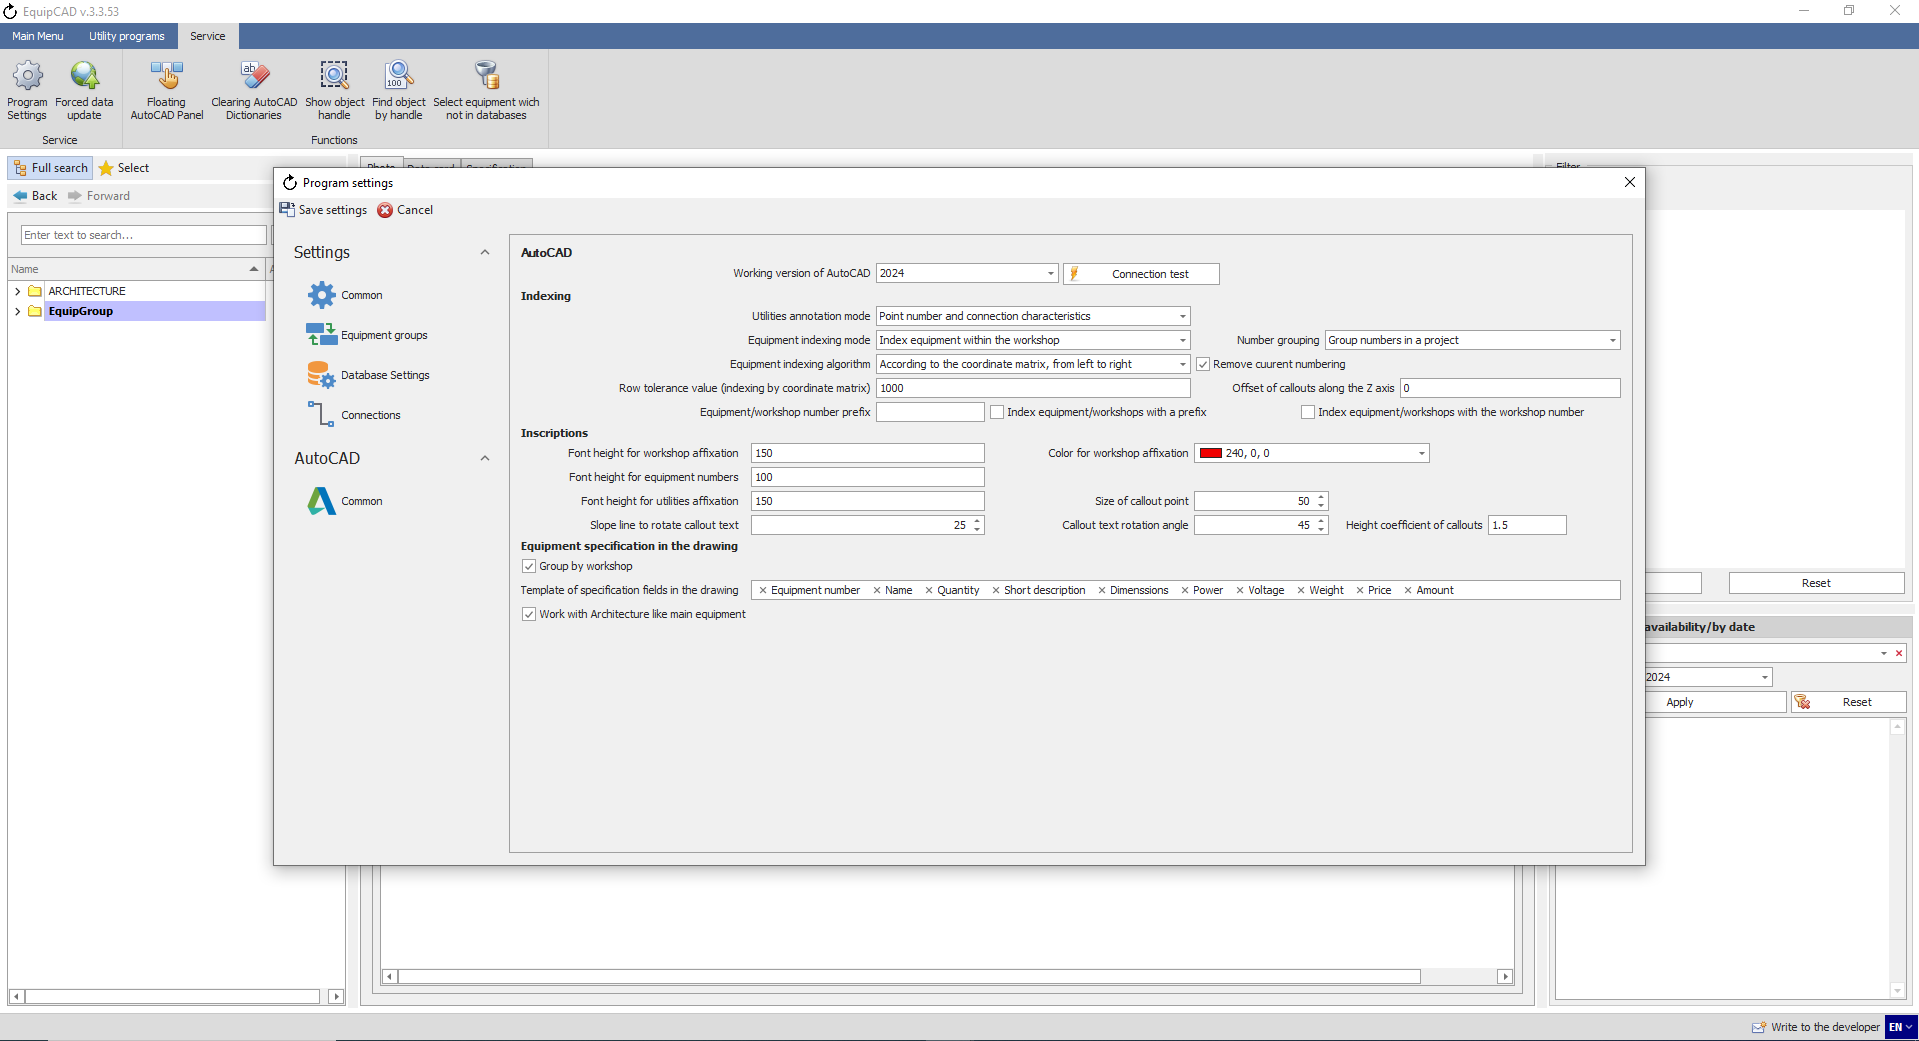 EquipCAD v.3.3.53
Main Menu
Utility programs
Service
Program Settings
Forced data update
Floating AutoCAD Panel
Clearing AutoCAD Dictionaries
Show object handle
Find object by handle
Select equipment wich not in databases
Service
Functions
Full search
Select
Back
Forward
Enter text to search...
Name
ARCHITECTURE
EquipGroup
Filter
Program settings
Save settings
Cancel
Settings
Common
Equipment groups
Database Settings
Connections
AutoCAD
Common
AutoCAD
Working version of AutoCAD 2024 Connection test
Indexing
Utilities annotation mode Point number and connection characteristics
Equipment indexing mode Index equipment within the workshop Number grouping Group numbers in a project
Equipment indexing algorithm According to the coordinate matrix, from left to right Remove cuurent numbering
Row tolerance value (indexing by coordinate matrix) 1000 Offset of callouts along the Z axis 0
Equipment/workshop number prefix Index equipment/workshops with a prefix Index equipment/workshops with the workshop number
Inscriptions
Font height for workshop affixation 150 Color for workshop affixation 240, 0, 0
Font height for equipment numbers 100
Font height for utilities affixation 150 Size of callout point 50
Slope line to rotate callout text 25 Callout text rotation angle 45 Height coefficient of callouts 1.5
Equipment specification in the drawing
Group by workshop
Template of specification fields in the drawing Equipment number Name Quantity Short description Dimenssions Power Voltage Weight Price Amount
Work with Architecture like main equipment
Reset
availability/by date
2024
Apply
Reset
Write to the developer
EN